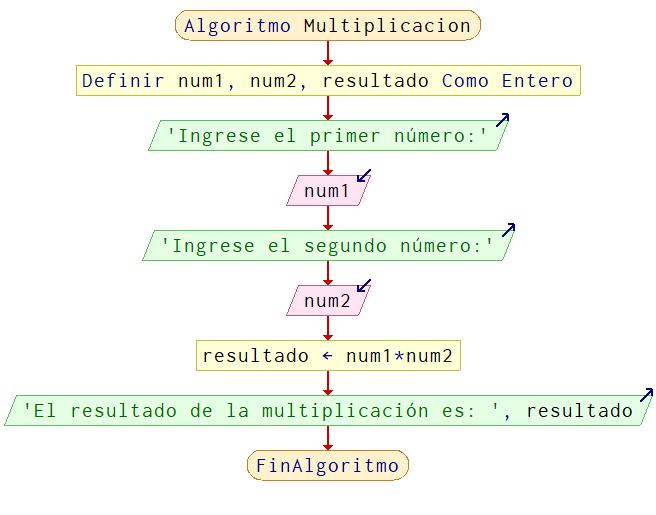 Algoritmo Multiplicacion
Definir num1, num2, resultado Como Entero
'Ingrese el primer número:'
num1
'Ingrese el segundo número:'
num2
resultado ← num1*num2
'El resultado de la multiplicación es: ', resultado
FinAlgoritmo